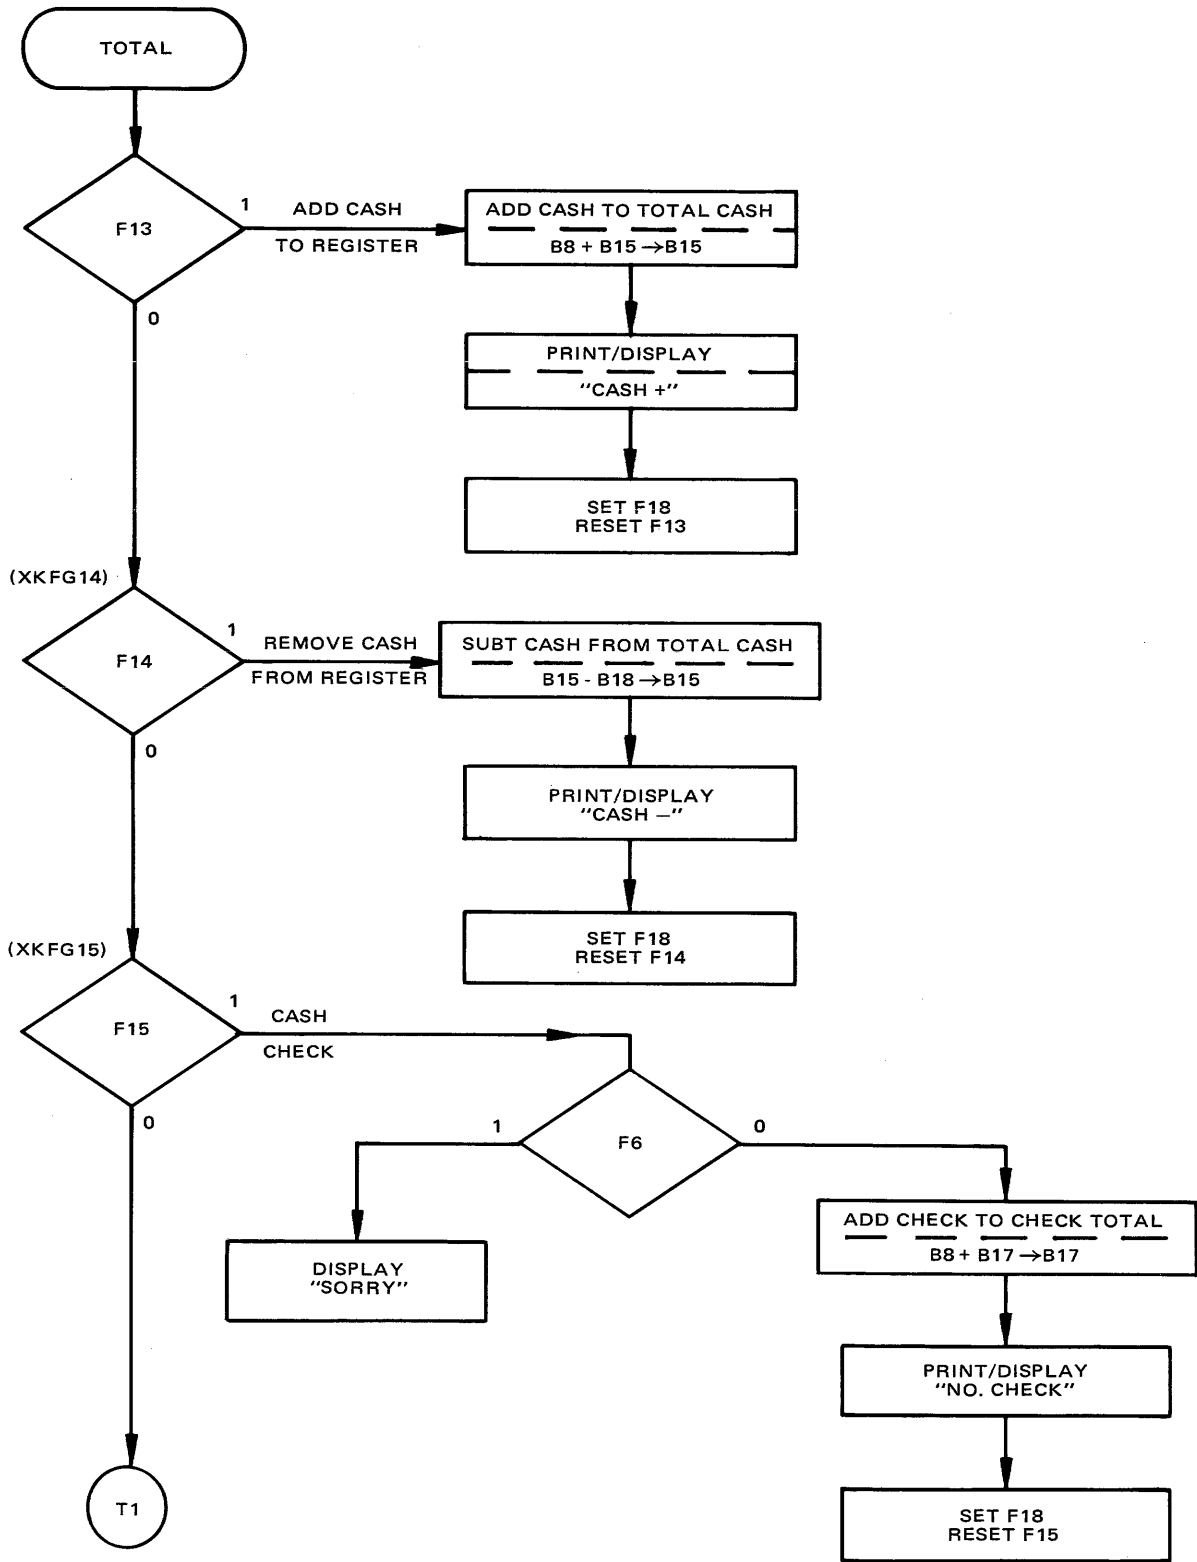 TOTAL
F13
1
ADD CASH
TO REGISTER
0
ADD CASH TO TOTAL CASH
B8 + B15 → B15
PRINT/DISPLAY
"CASH +"
SET F18
RESET F13
(XKFG14)
F14
1
REMOVE CASH
FROM REGISTER
0
SUBT CASH FROM TOTAL CASH
B15 - B18 → B15
PRINT/DISPLAY
"CASH —"
SET F18
RESET F14
(XKFG15)
F15
1
CASH
CHECK
0
F6
1
0
DISPLAY
"SORRY"
ADD CHECK TO CHECK TOTAL
B8 + B17 → B17
PRINT/DISPLAY
"NO. CHECK"
SET F18
RESET F15
T1